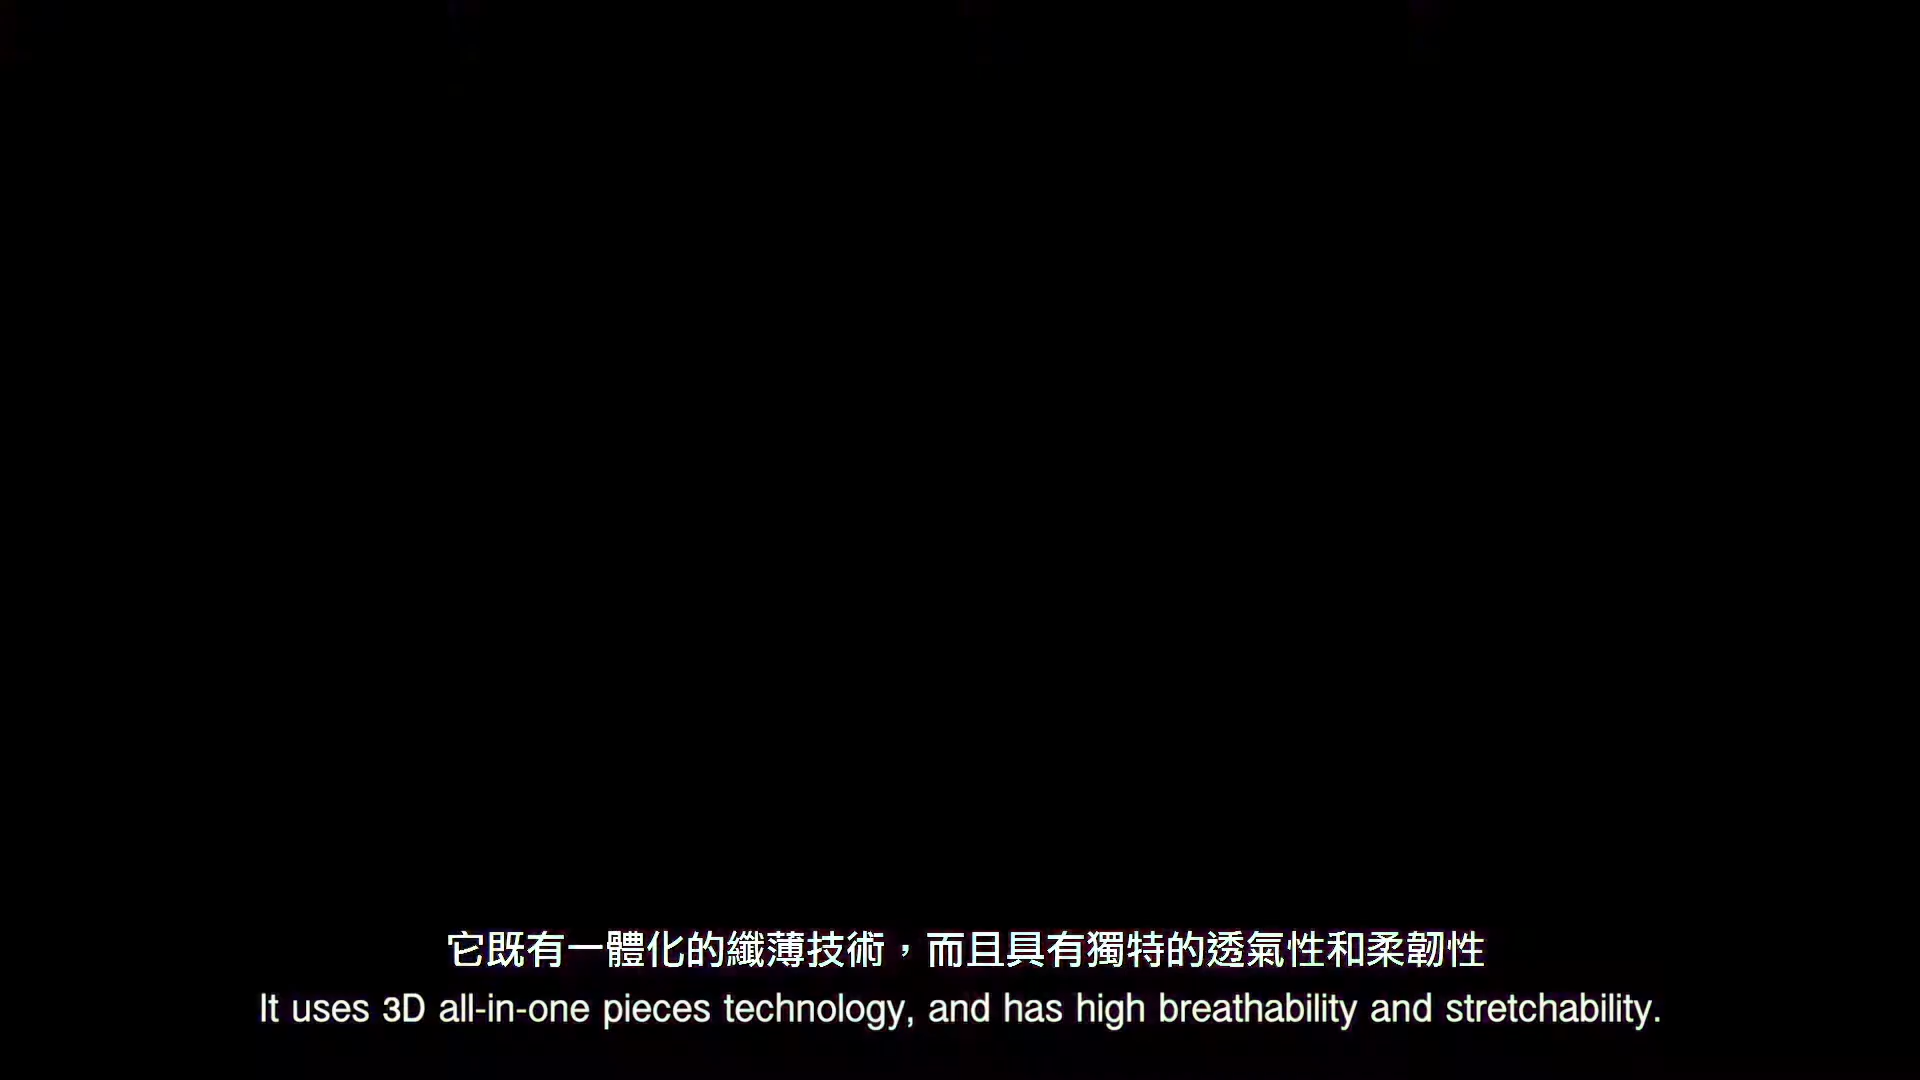 它既有一體化的纖薄技術，而且具有獨特的透氣性和柔韌性
It uses 3D all-in-one pieces technology, and has high breathability and stretchability.